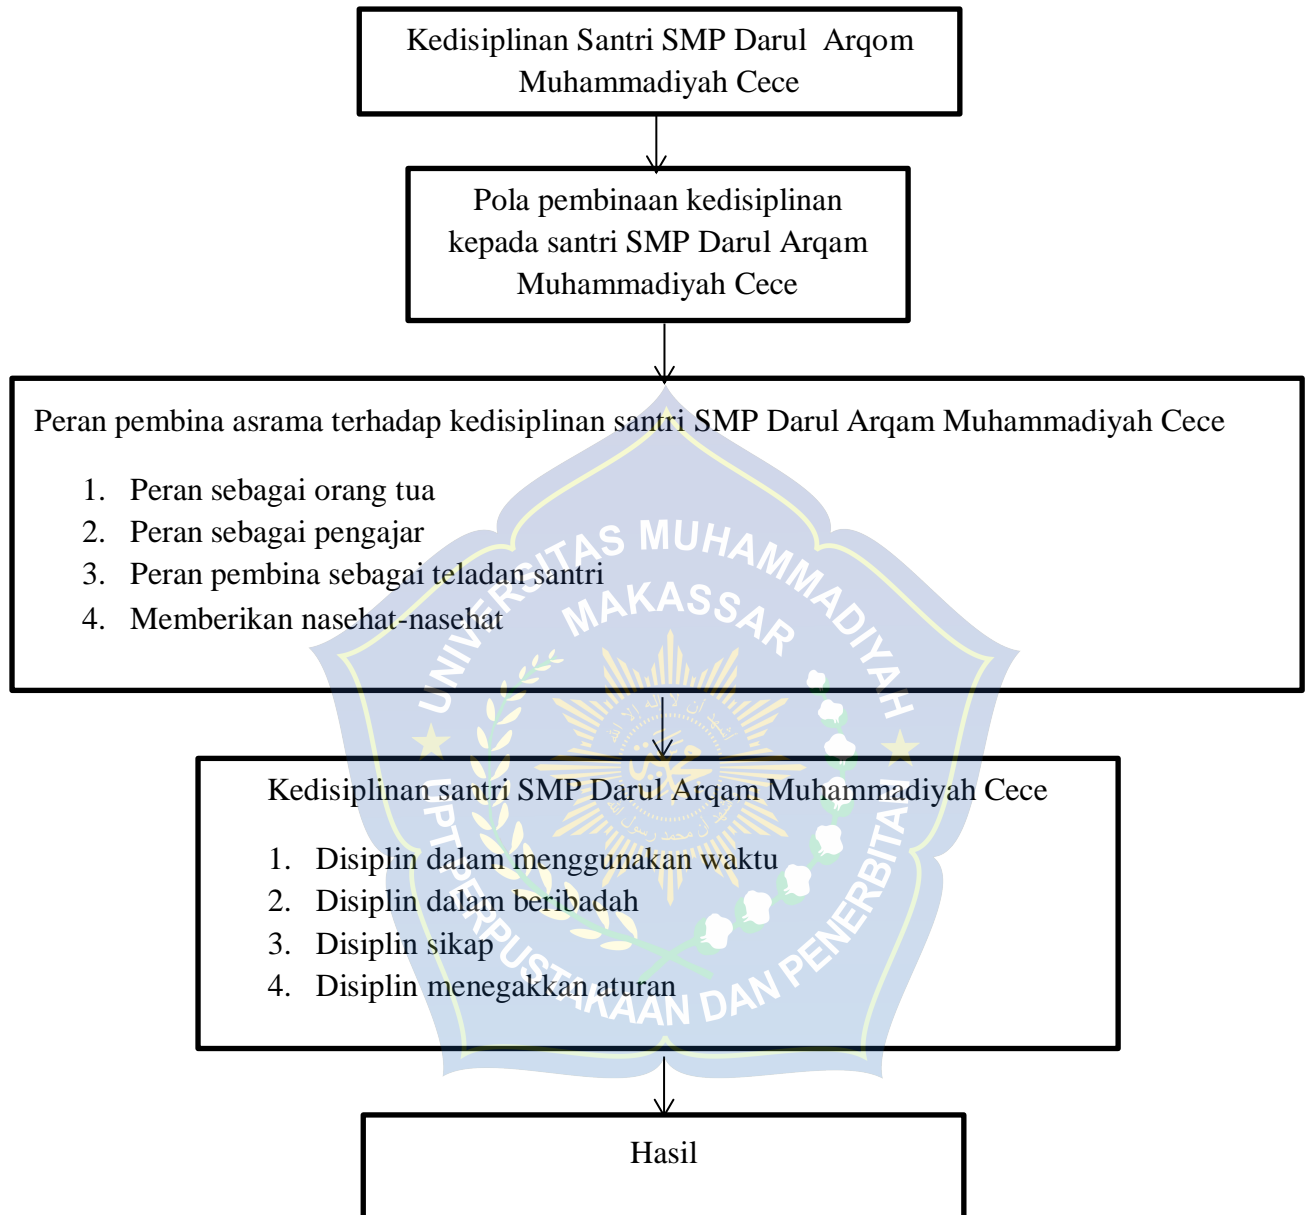 Kedisiplinan Santri SMP Darul Arqom
Muhammadiyah Cece
Pola pembinaan kedisiplinan
kepada santri SMP Darul Arqam
Muhammadiyah Cece
Peran pembina asrama terhadap kedisiplinan santri SMP Darul Arqam Muhammadiyah Cece
1. Peran sebagai orang tua
2. Peran sebagai pengajar
3. Peran pembina sebagai teladan santri
4. Memberikan nasehat-nasehat
UNIVERSITAS MUHAMMADIYAH
MAKASSAR
Kedisiplinan santri SMP Darul Arqam Muhammadiyah Cece
1. Disiplin dalam menggunakan waktu
2. Disiplin dalam beribadah
3. Disiplin sikap
4. Disiplin menegakkan aturan
UPT PERPUSTAKAAN DAN PENERBITAN
Hasil